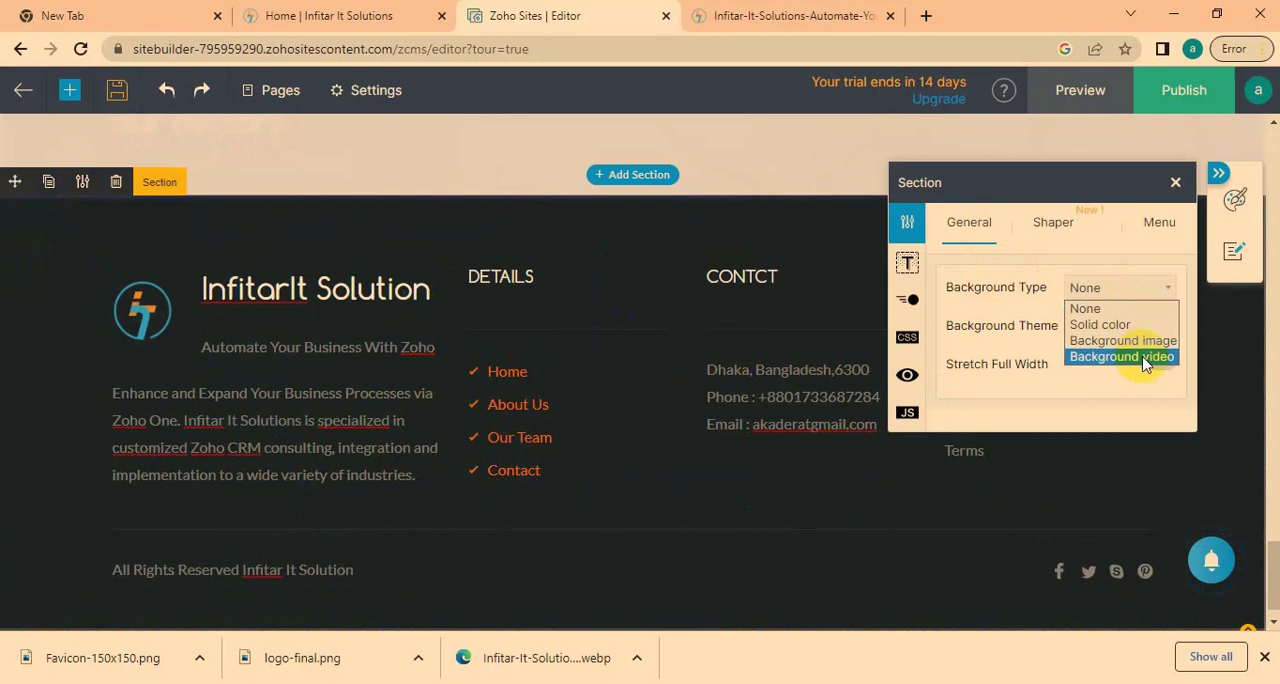 New Tab
Home | Infitar It Solutions
Zoho Sites | Editor
Infitar-It-Solutions-Automate-Yo
sitebuilder-795959290.zohositescontent.com/zcms/editor?tour=true
a
Error
Pages
Settings
Your trial ends in 14 days
Upgrade
?
Preview
Publish
a
Section
+ Add Section
Section
General
Shaper
New !
Menu
T
Background Type
None
None
Solid color
Background image
Background video
Background Theme
Stretch Full Width
CSS
JS
InfitarIt Solution
Automate Your Business With Zoho
Enhance and Expand Your Business Processes via
Zoho One. Infitar It Solutions is specialized in
customized Zoho CRM consulting, integration and
implementation to a wide variety of industries.
DETAILS
Home
About Us
Our Team
Contact
CONTCT
Dhaka, Bangladesh,6300
Phone : +8801733687284
Email : akaderatgmail.com
Terms
All Rights Reserved Infitar It Solution
Favicon-150x150.png
logo-final.png
Infitar-It-Solutio....webp
Show all